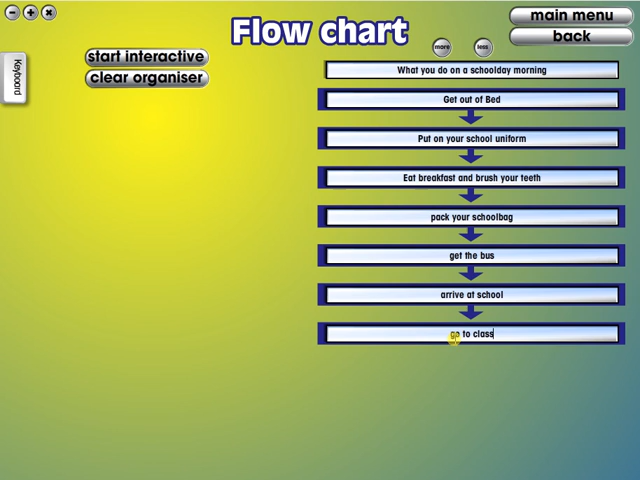 Flow chart
main menu
back
more
less
start interactive
clear organiser
Keyboard
What you do on a schoolday morning
Get out of Bed
Put on your school uniform
Eat breakfast and brush your teeth
pack your schoolbag
get the bus
arrive at school
go to class